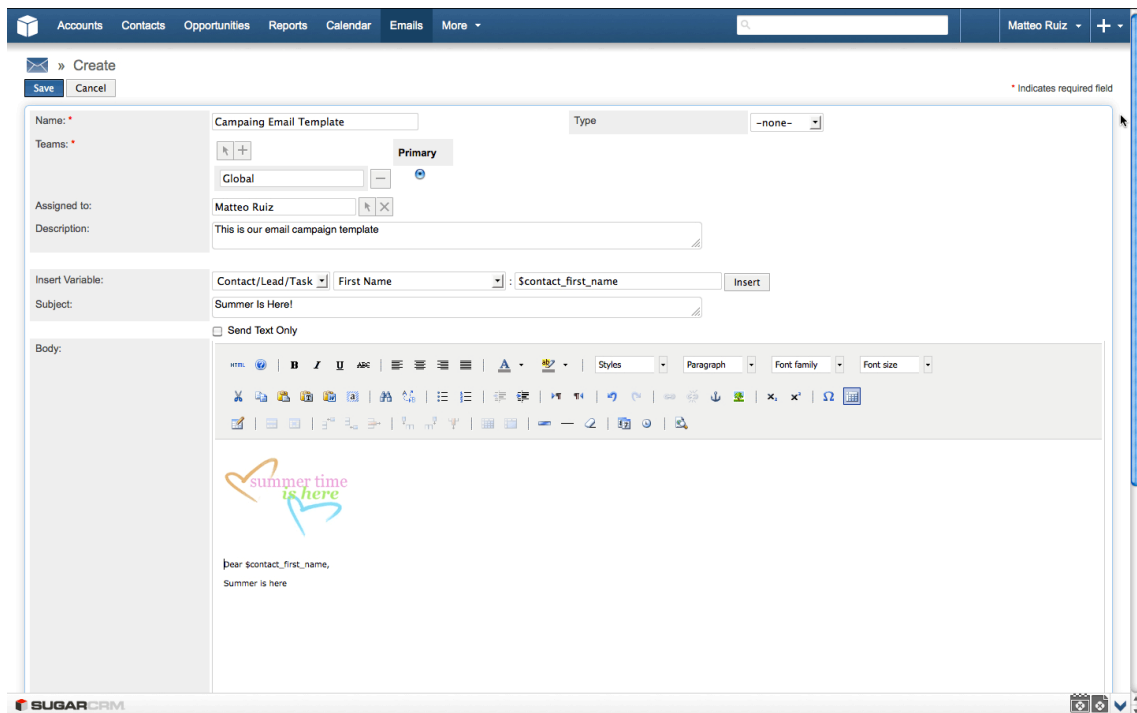 Accounts Contacts Opportunities Reports Calendar Emails More Matteo Ruiz
» Create
Save Cancel * Indicates required field
Name: * Campaing Email Template Type -none-
Teams: * Primary
Global
Assigned to: Matteo Ruiz
Description: This is our email campaign template
Insert Variable: Contact/Lead/Task First Name : $contact_first_name Insert
Subject: Summer Is Here!
Send Text Only
Body:
HTML B I U ABC A ab Styles Paragraph Font family Font size
summer time
is here
Dear $contact_first_name,
Summer is here
SUGARCRM